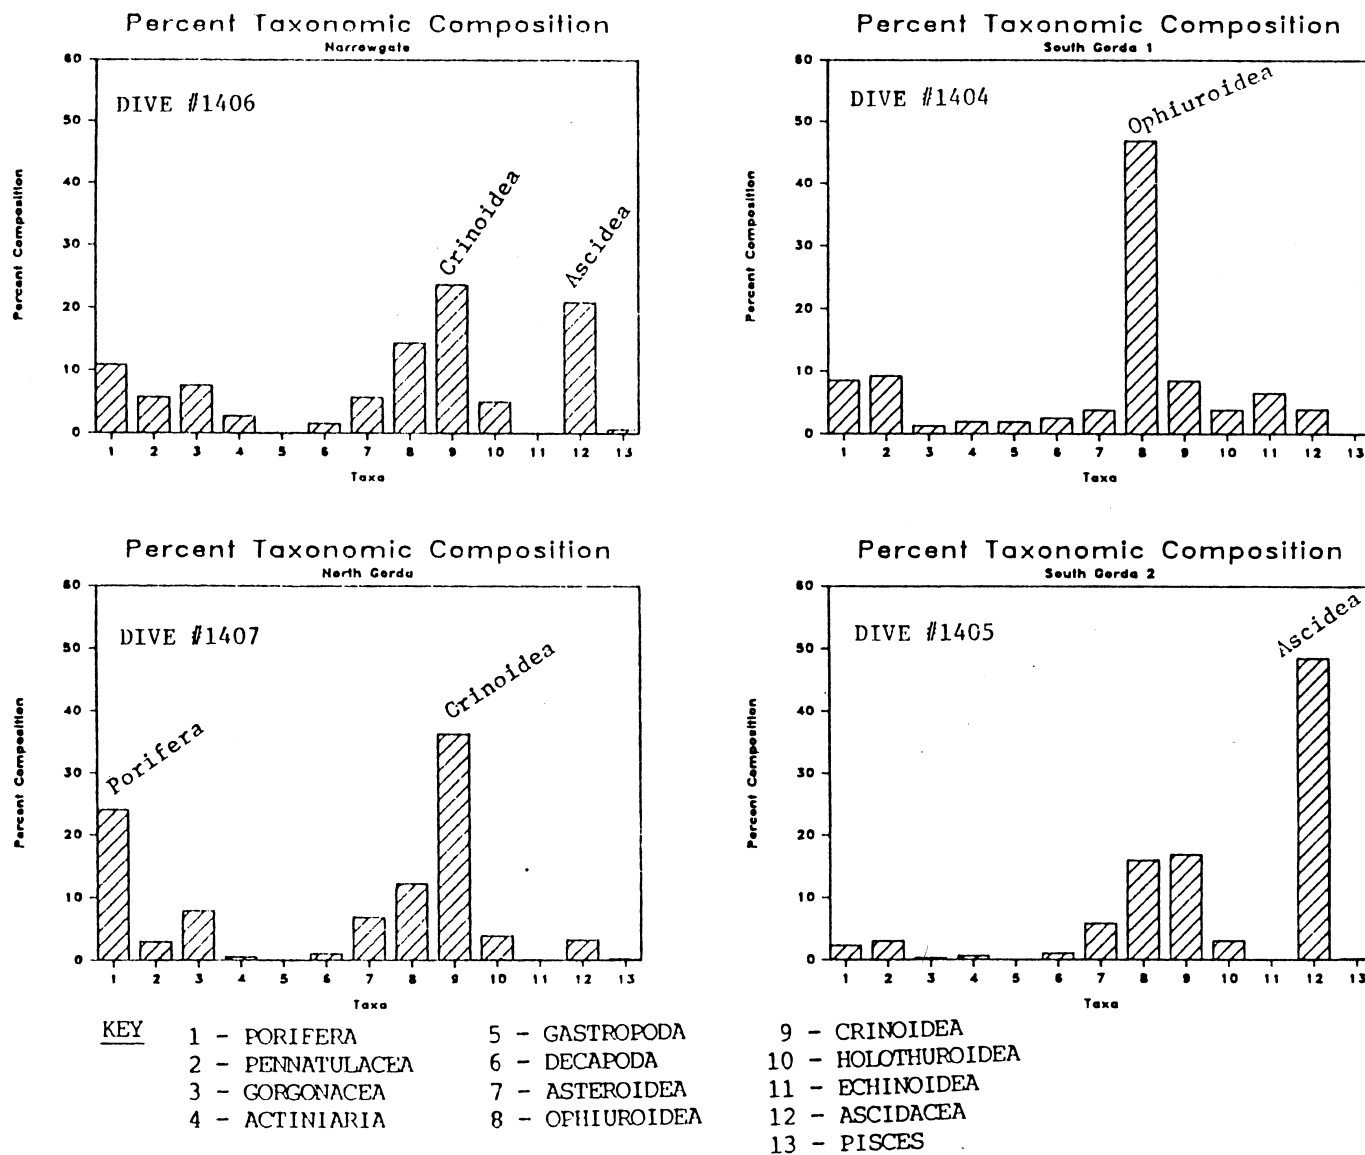 Percent Taxonomic Composition
Narrowgate
DIVE #1406
Crinoidea
Ascidea
Percent Composition
60
50
40
30
20
10
0
1 2 3 4 5 6 7 8 9 10 11 12 13
Taxa
Percent Taxonomic Composition
South Gorda 1
DIVE #1404
Ophiuroidea
Percent Composition
60
50
40
30
20
10
0
1 2 3 4 5 6 7 8 9 10 11 12 13
Taxa
Percent Taxonomic Composition
North Gorda
DIVE #1407
Porifera
Crinoidea
Percent Composition
60
50
40
30
20
10
0
1 2 3 4 5 6 7 8 9 10 11 12 13
Taxa
Percent Taxonomic Composition
South Gorda 2
DIVE #1405
Ascidea
Percent Composition
60
50
40
30
20
10
0
1 2 3 4 5 6 7 8 9 10 11 12 13
Taxa
KEY
1 - PORIFERA
2 - PENNATULACEA
3 - GORGONACEA
4 - ACTINIARIA
5 - GASTROPODA
6 - DECAPODA
7 - ASTEROIDEA
8 - OPHIUROIDEA
9 - CRINOIDEA
10 - HOLOTHUROIDEA
11 - ECHINOIDEA
12 - ASCIDACEA
13 - PISCES